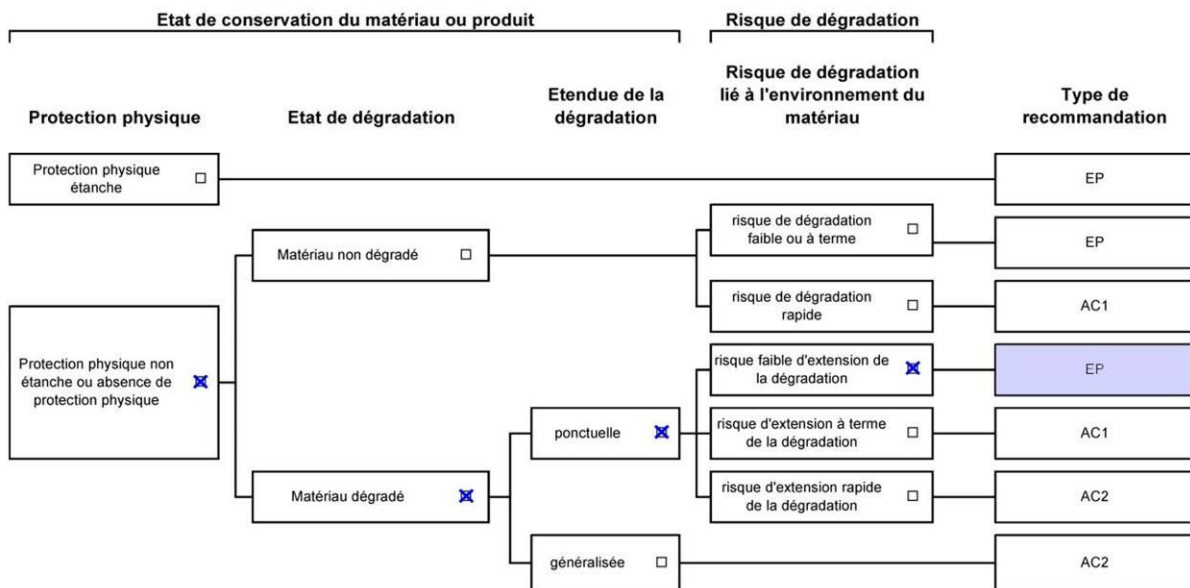 Etat de conservation du matériau ou produit
Risque de dégradation
Protection physique
Etat de dégradation
Etendue de la
dégradation
Risque de dégradation
lié à l'environnement du
matériau
Type de
recommandation
Protection physique
étanche
EP
risque de dégradation
faible ou à terme
EP
Matériau non dégradé
risque de dégradation
rapide
AC1
Protection physique non
étanche ou absence de
protection physique
risque faible d'extension de
la dégradation
EP
ponctuelle
risque d'extension à terme
de la dégradation
AC1
Matériau dégradé
risque d'extension rapide
de la dégradation
AC2
généralisée
AC2